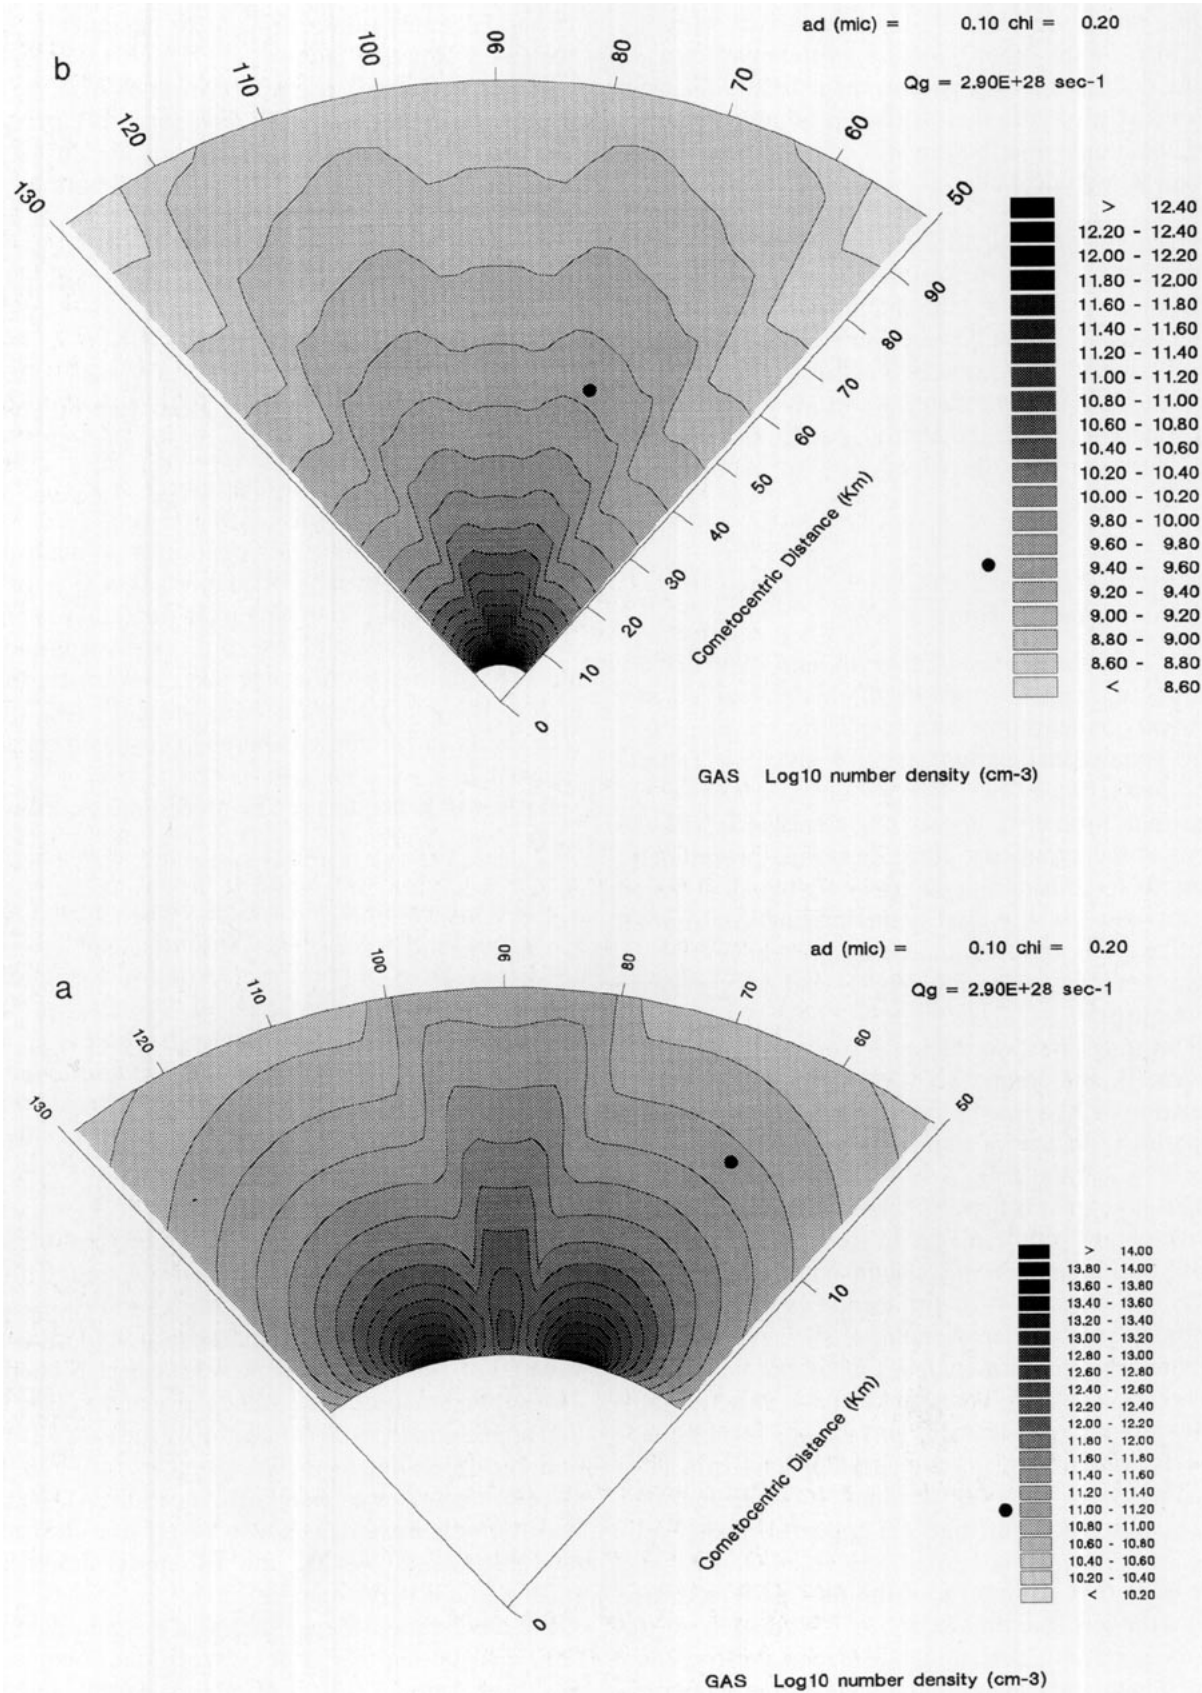 ad (mic) = 0.10 chi = 0.20
Qg = 2.90E+28 sec-1
b
130
120
110
100
90
80
70
60
50
90
80
70
60
50
40
30
20
10
0
Cometocentric Distance (Km)
> 12.40
12.20 - 12.40
12.00 - 12.20
11.80 - 12.00
11.60 - 11.80
11.40 - 11.60
11.20 - 11.40
11.00 - 11.20
10.80 - 11.00
10.60 - 10.80
10.40 - 10.60
10.20 - 10.40
10.00 - 10.20
9.80 - 10.00
9.60 - 9.80
9.40 - 9.60
9.20 - 9.40
9.00 - 9.20
8.80 - 9.00
8.60 - 8.80
< 8.60
GAS Log10 number density (cm-3)
ad (mic) = 0.10 chi = 0.20
Qg = 2.90E+28 sec-1
a
130
120
110
100
90
80
70
60
50
10
0
Cometocentric Distance (Km)
> 14.00
13.80 - 14.00
13.60 - 13.80
13.40 - 13.60
13.20 - 13.40
13.00 - 13.20
12.80 - 13.00
12.60 - 12.80
12.40 - 12.60
12.20 - 12.40
12.00 - 12.20
11.80 - 12.00
11.60 - 11.80
11.40 - 11.60
11.20 - 11.40
11.00 - 11.20
10.80 - 11.00
10.60 - 10.80
10.40 - 10.60
10.20 - 10.40
< 10.20
GAS Log10 number density (cm-3)